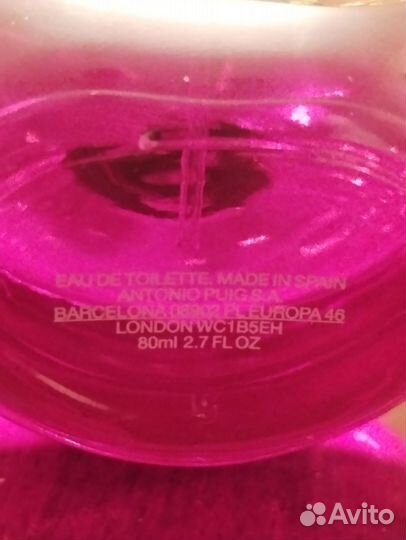 EAU DE TOILETTE, MADE IN SPAIN
ANTONIO PUIG S.A.
BARCELONA 08902 PL EUROPA 46
LONDON WC1B5EH
80ml 2.7 FL OZ
Avito